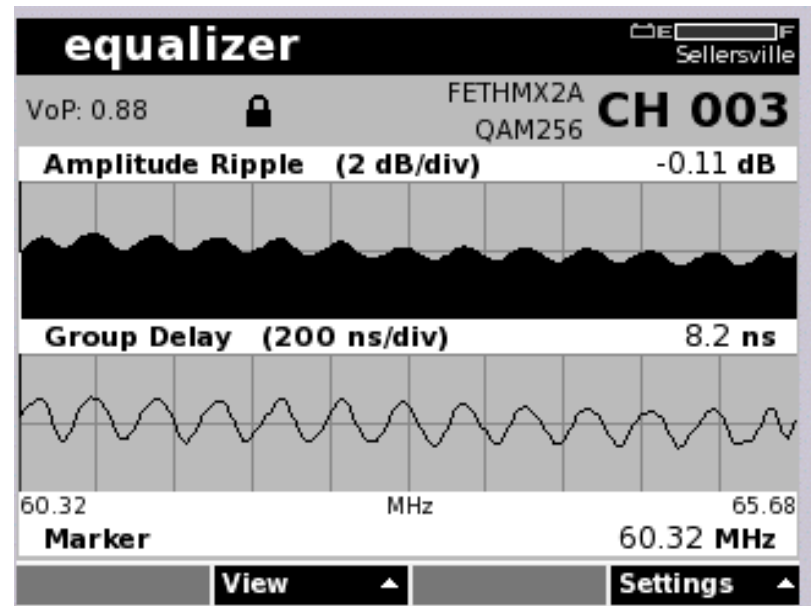 equalizer E F
Sellersville
VoP: 0.88 FETHMX2A CH 003
QAM256
Amplitude Ripple (2 dB/div) -0.11 dB
Group Delay (200 ns/div) 8.2 ns
60.32 MHz 65.68
Marker 60.32 MHz
View Settings